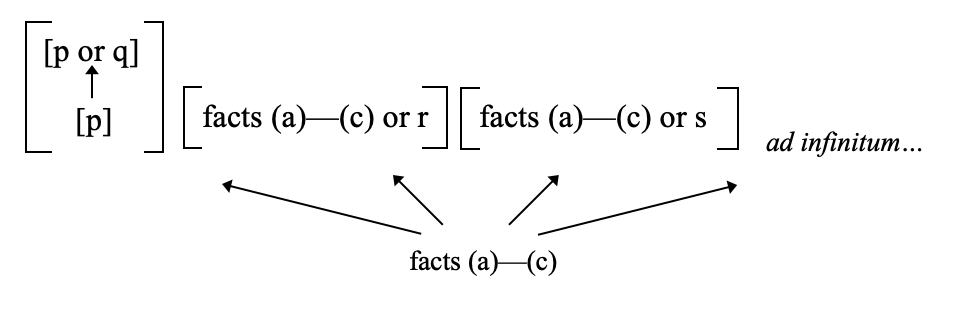 [p or q]
[p]
[facts (a)—(c) or r] [facts (a)—(c) or s]
ad infinitum…
facts (a)—(c)